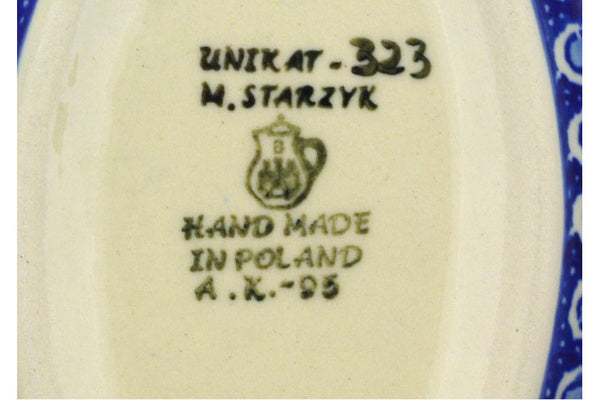 UNIKAT - 323
M. STARZYK
B
HAND MADE
IN POLAND
A.K.-95